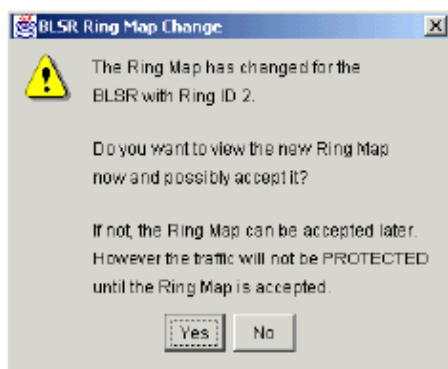 BLSR Ring Map Change
The Ring Map has changed for the
BLSR with Ring ID 2.
Do you want to view the new Ring Map
now and possibly accept it?
If not, the Ring Map can be accepted later.
However the traffic will not be PROTECTED
until the Ring Map is accepted.
Yes No